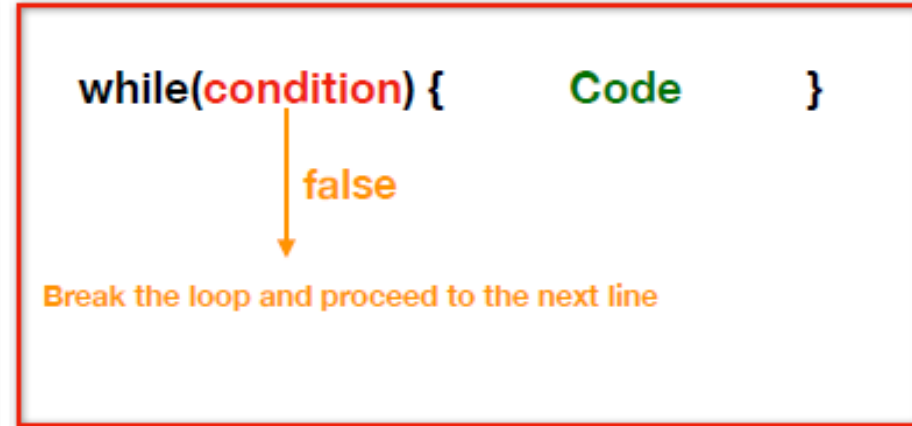 while(condition) { Code }
false
Break the loop and proceed to the next line